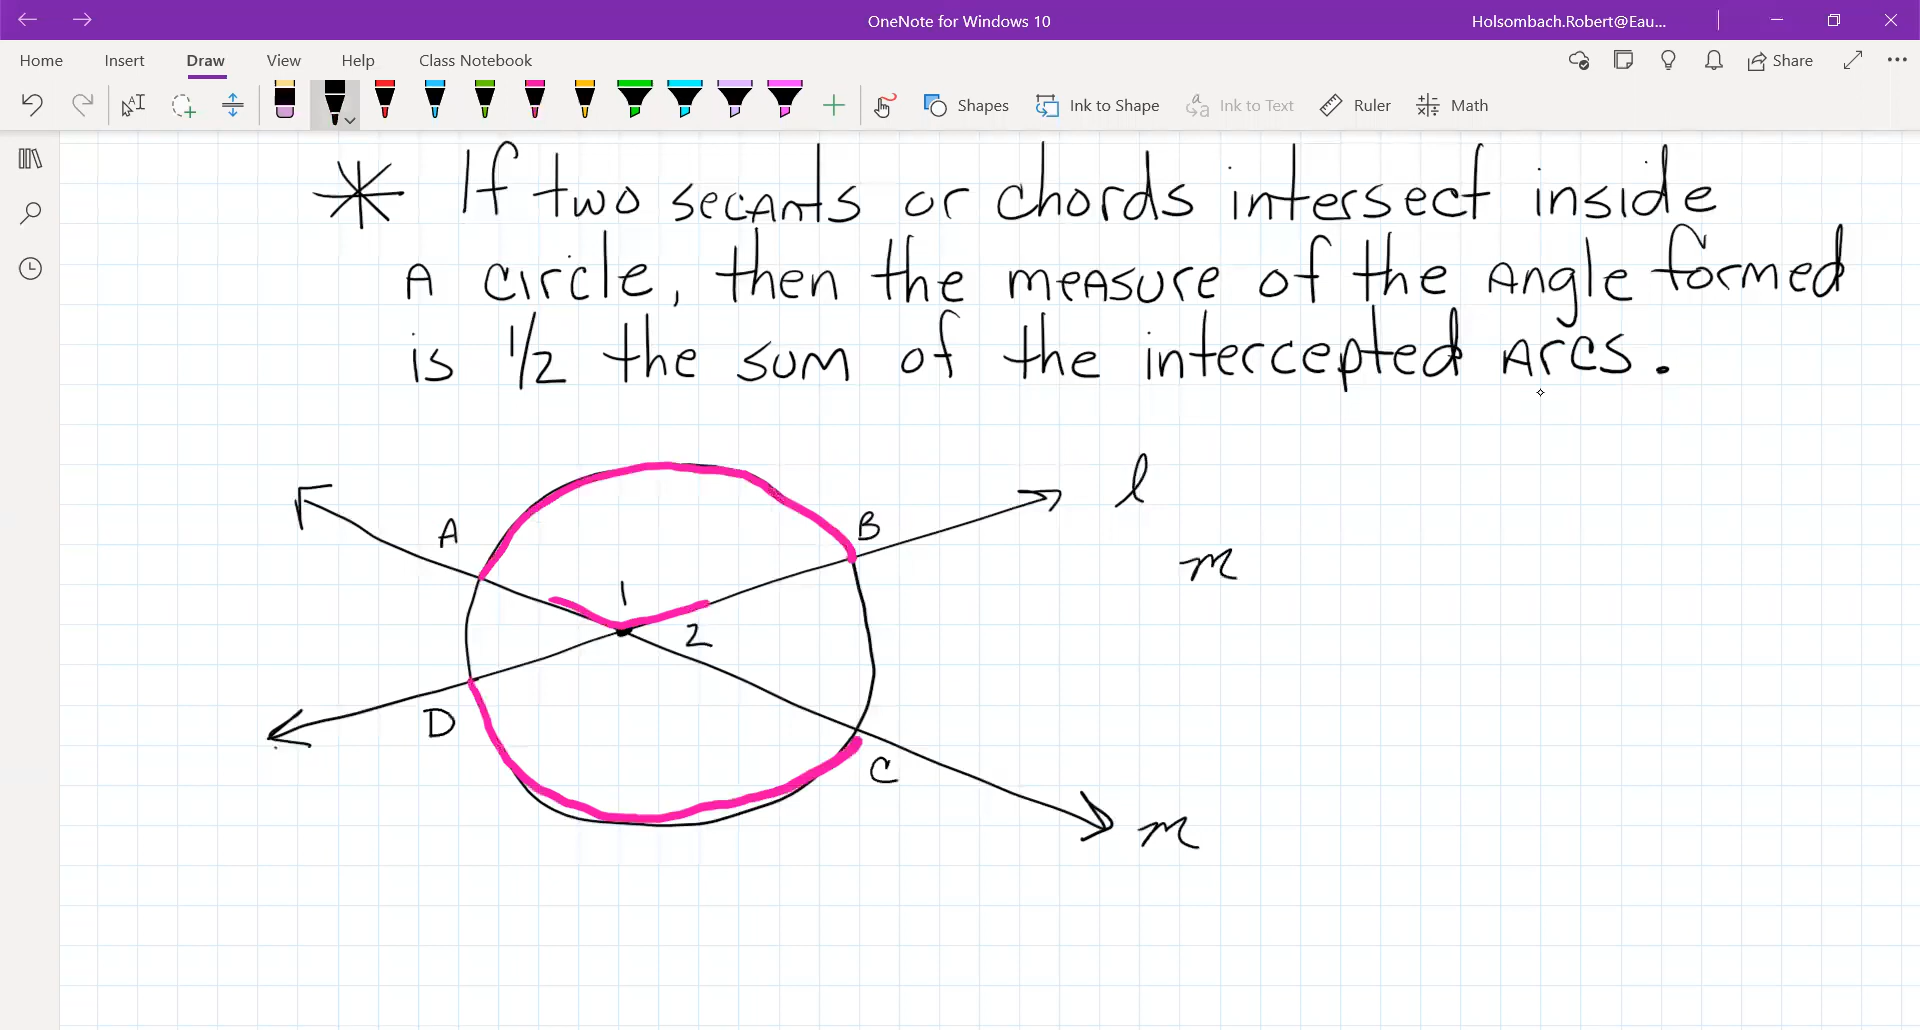 OneNote for Windows 10
Holsombach.Robert@Eau...
Home Insert Draw View Help Class Notebook
Share
Shapes Ink to Shape Ink to Text Ruler Math
* If two secants or chords intersect inside
A circle, then the measure of the Angle formed
is 1/2 the sum of the intercepted Arcs.
l
A
B
m
1
2
D
C
m